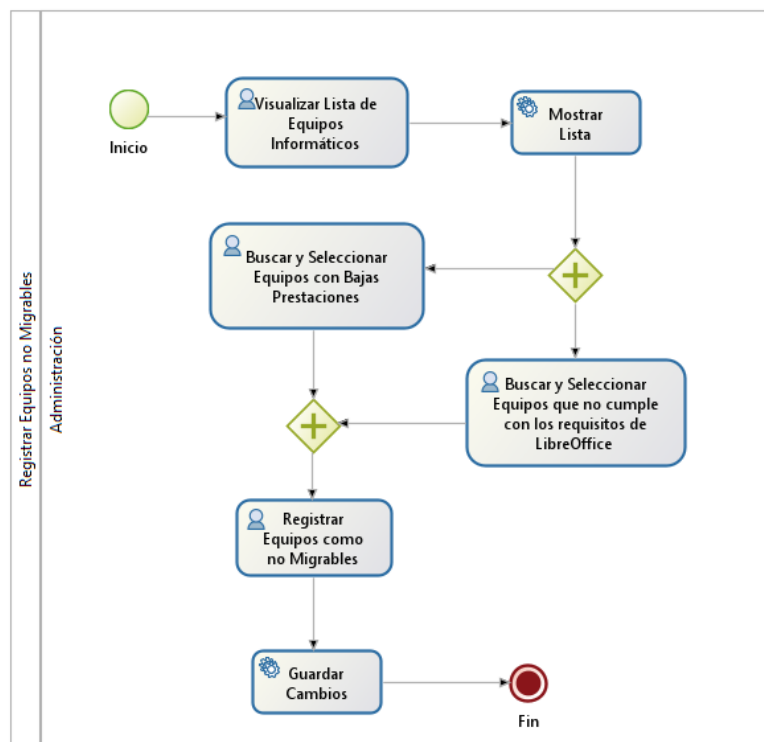 Registrar Equipos no Migrables
Administración
Inicio
Visualizar Lista de
Equipos
Informáticos
Mostrar
Lista
Buscar y Seleccionar
Equipos con Bajas
Prestaciones
Buscar y Seleccionar
Equipos que no cumple
con los requisitos de
LibreOffice
Registrar
Equipos como
no Migrables
Guardar
Cambios
Fin